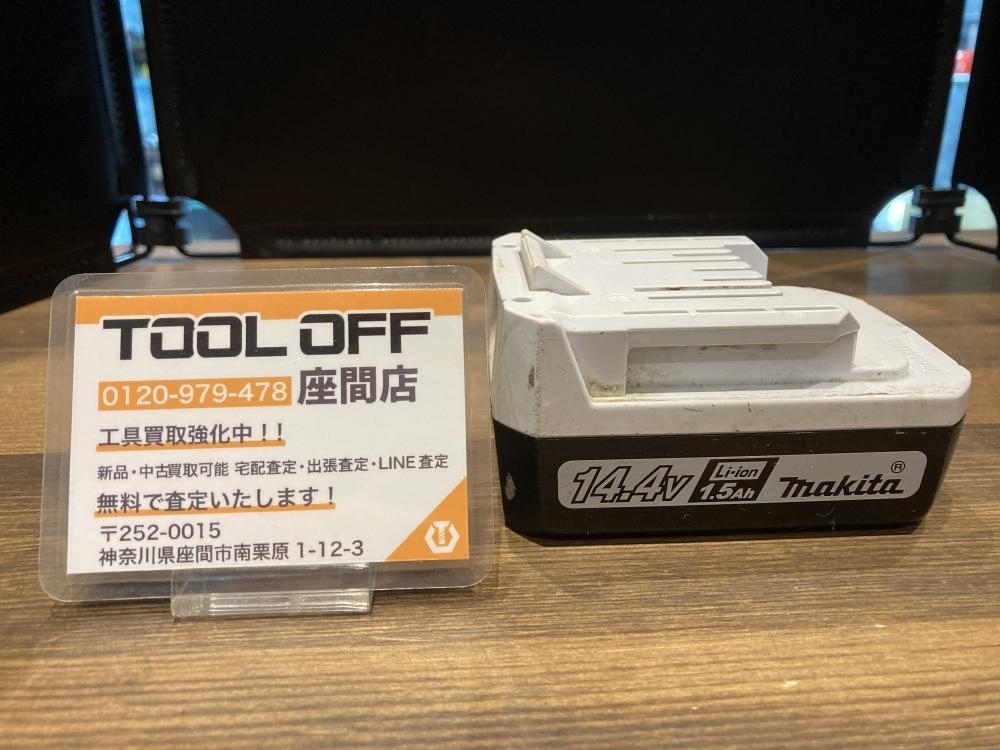 TOOL OFF
0120-979-478 座間店
工具買取強化中!!
新品・中古買取可能 宅配査定・出張査定・LINE査定
無料で査定いたします!
〒252-0015
神奈川県座間市南栗原 1-12-3
14.4V Li-ion 1.5Ah makita®